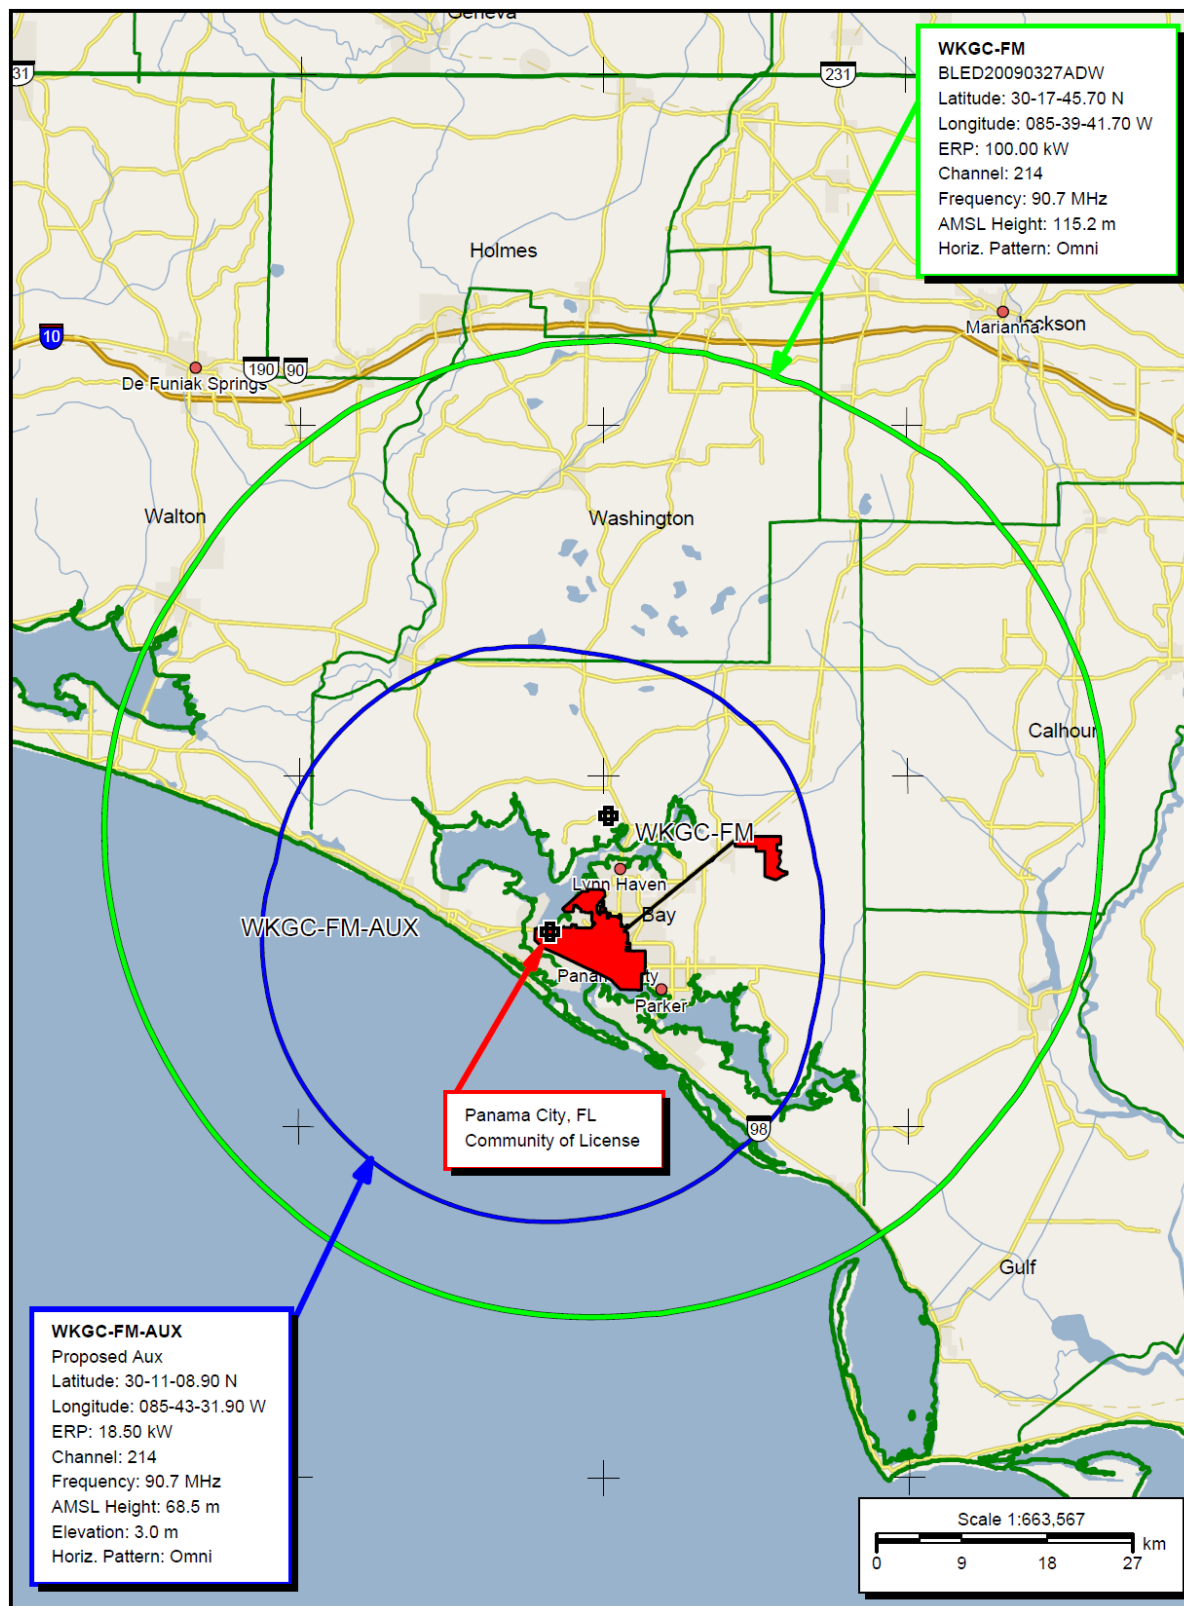 Geneva
31
231
WKGC-FM
BLED20090327ADW
Latitude: 30-17-45.70 N
Longitude: 085-39-41.70 W
ERP: 100.00 kW
Channel: 214
Frequency: 90.7 MHz
AMSL Height: 115.2 m
Horiz. Pattern: Omni
Holmes
10
Marianna
Jackson
190
90
De Funiak Springs
Walton
Washington
Calhoun
WKGC-FM
Lynn Haven
Bay
WKGC-FM-AUX
Panama City
Parker
Panama City, FL
Community of License
98
Gulf
WKGC-FM-AUX
Proposed Aux
Latitude: 30-11-08.90 N
Longitude: 085-43-31.90 W
ERP: 18.50 kW
Channel: 214
Frequency: 90.7 MHz
AMSL Height: 68.5 m
Elevation: 3.0 m
Horiz. Pattern: Omni
Scale 1:663,567
km
0 9 18 27